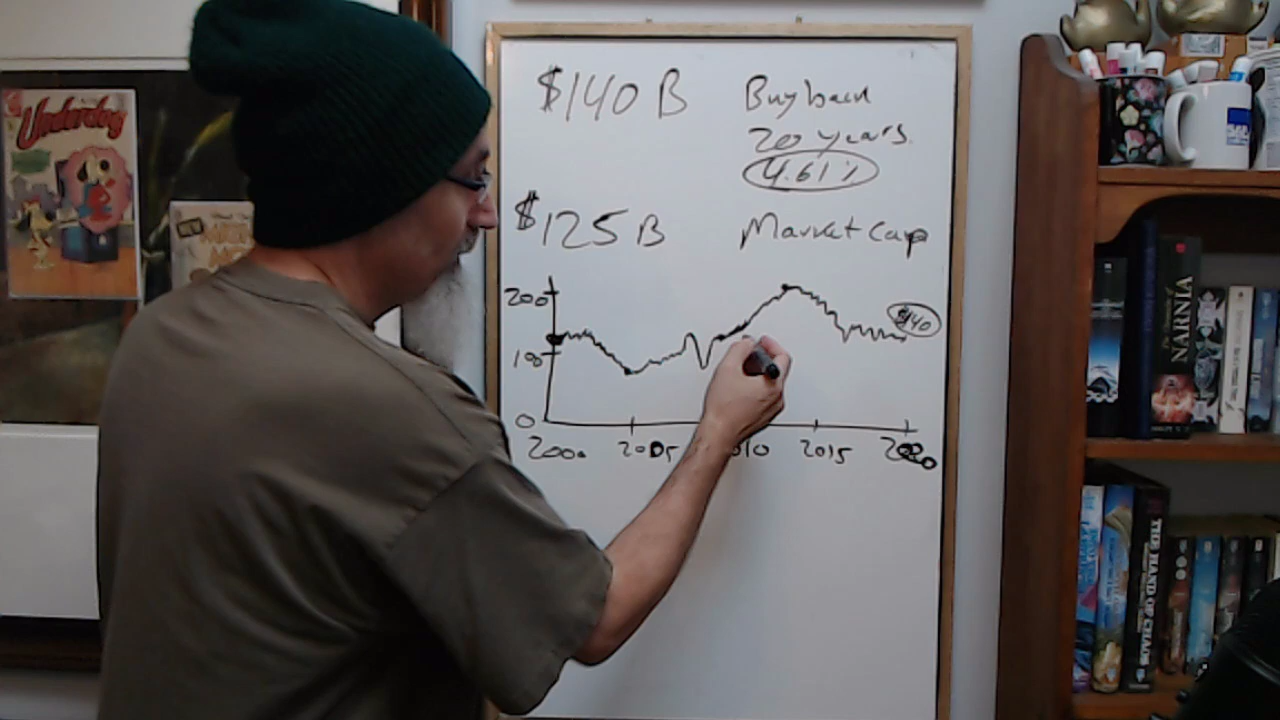 $140 B Buyback
20 years.
4.61%
$125 B Market cap
200
$140
100
0
2000 2005 2010 2015 2020
Underdog
NARNIA
THE HAND OF CHAOS